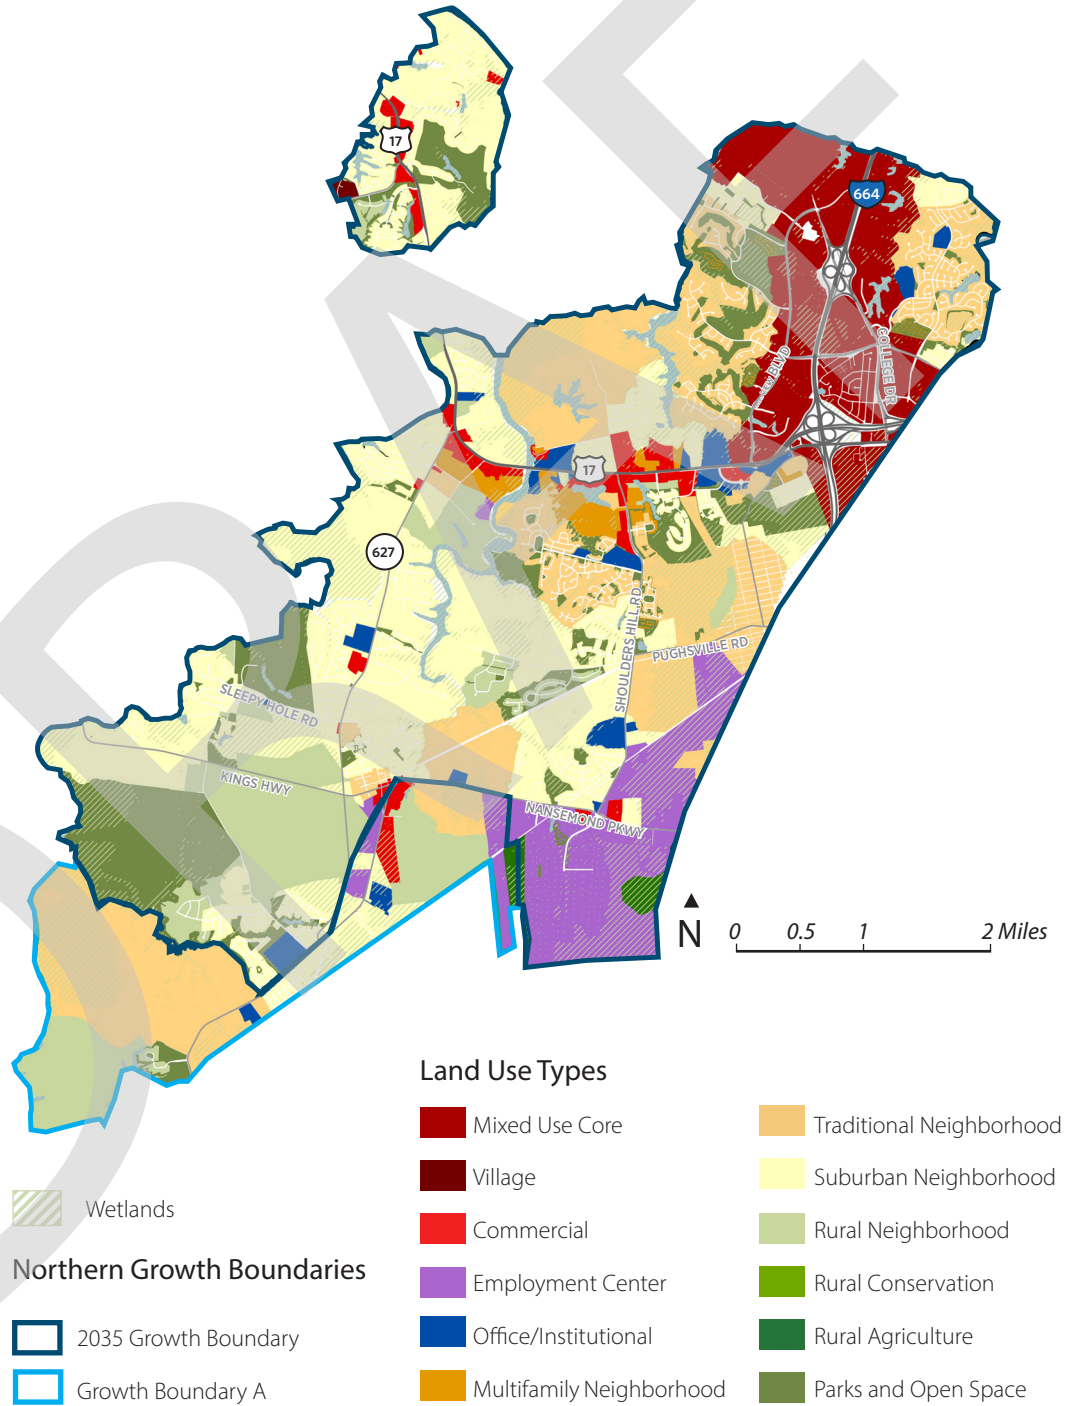 17
664
COLLEGE DR
BLVD
17
627
SHOULDERS HILL RD
PUGHSVILLE RD
SLEEPY HOLE RD
KINGS HWY
NANSEMOND PKWY
N
0 0.5 1 2 Miles
Land Use Types
Mixed Use Core
Village
Commercial
Employment Center
Office/Institutional
Multifamily Neighborhood
Traditional Neighborhood
Suburban Neighborhood
Rural Neighborhood
Rural Conservation
Rural Agriculture
Parks and Open Space
Wetlands
Northern Growth Boundaries
2035 Growth Boundary
Growth Boundary A
DRAF